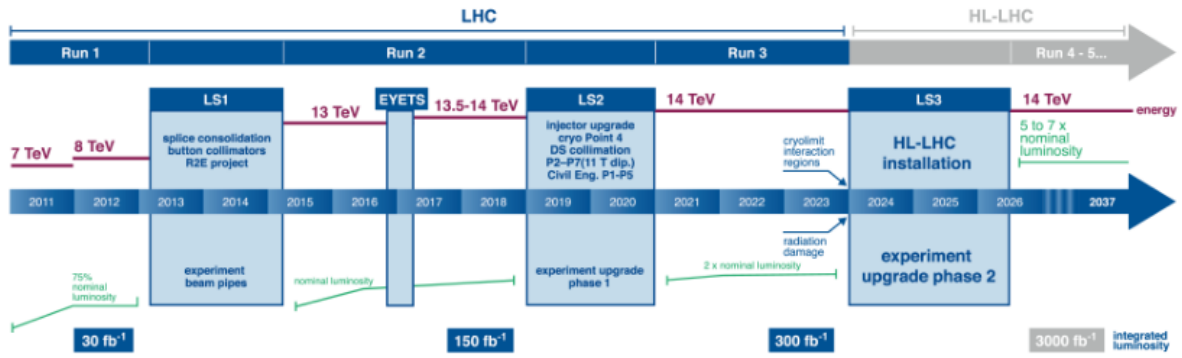 LHC
HL-LHC
Run 1
Run 2
Run 3
Run 4 - 5...
LS1
EYETS
LS2
LS3
7 TeV
8 TeV
13 TeV
13.5-14 TeV
14 TeV
14 TeV
energy
splice consolidation
button collimators
R2E project
injector upgrade
cryo Point 4
DS collimation
P2–P7(11 T dip.)
Civil Eng. P1-P5
cryolimit
interaction
regions
HL-LHC
installation
5 to 7 x
nominal
luminosity
2011 2012 2013 2014 2015 2016 2017 2018 2019 2020 2021 2022 2023 2024 2025 2026 2037
75%
nominal
luminosity
experiment
beam pipes
nominal luminosity
experiment upgrade
phase 1
2 x nominal luminosity
radiation
damage
experiment
upgrade phase 2
30 fb⁻¹
150 fb⁻¹
300 fb⁻¹
3000 fb⁻¹
integrated
luminosity